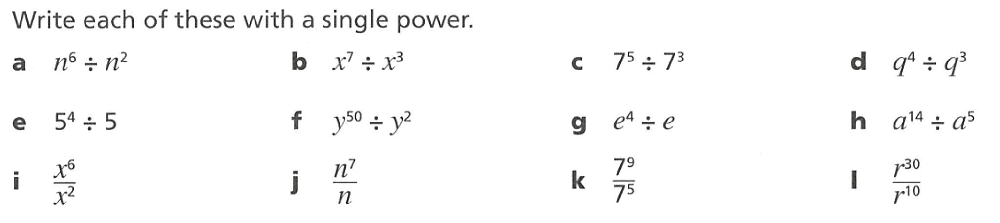 Write each of these with a single power.
a n⁶ ÷ n² b x⁷ ÷ x³ c 7⁵ ÷ 7³ d q⁴ ÷ q³
e 5⁴ ÷ 5 f y⁵⁰ ÷ y² g e⁴ ÷ e h a¹⁴ ÷ a⁵
i x⁶/x² j n⁷/n k 7⁹/7⁵ l r³⁰/r¹⁰